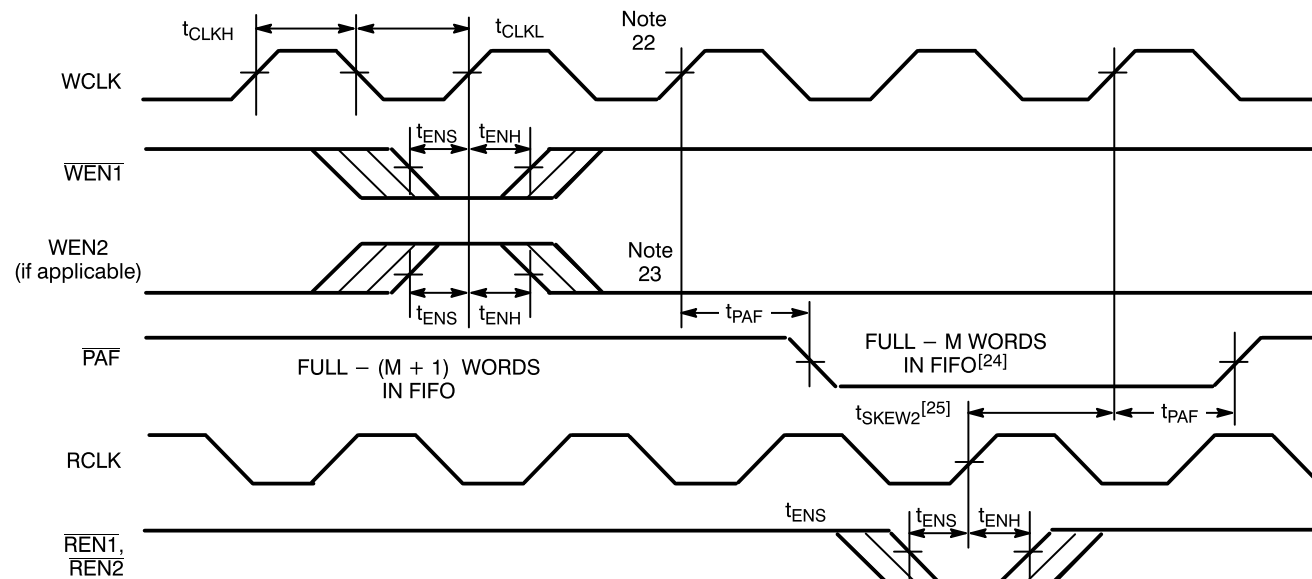 tCLKH
tCLKL
Note
22
WCLK
tENS
tENH
WEN1
WEN2
(if applicable)
Note
23
tENS
tENH
tPAF
PAF
FULL − (M + 1) WORDS
IN FIFO
FULL − M WORDS
IN FIFO[24]
tSKEW2[25]
tPAF
RCLK
tENS
tENS
tENH
REN1,
REN2